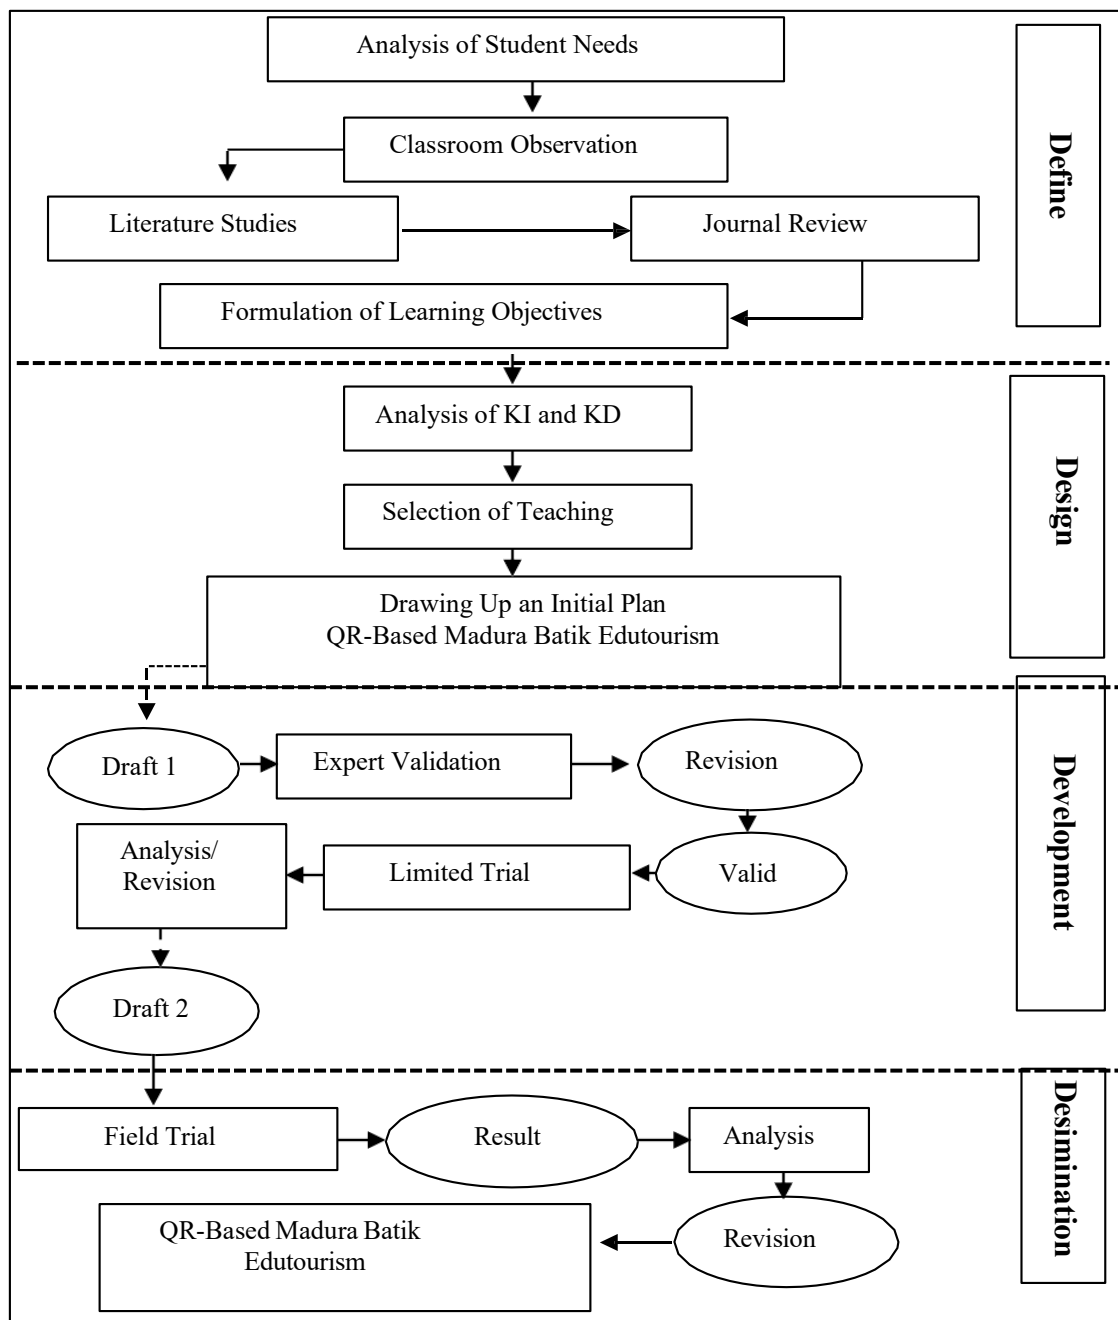 Analysis of Student Needs
Classroom Observation
Literature Studies
Journal Review
Formulation of Learning Objectives
Define
Analysis of KI and KD
Selection of Teaching
Drawing Up an Initial Plan
QR-Based Madura Batik Edutourism
Design
Draft 1
Expert Validation
Revision
Analysis/
Revision
Limited Trial
Valid
Draft 2
Development
Field Trial
Result
Analysis
QR-Based Madura Batik
Edutourism
Revision
Desimination